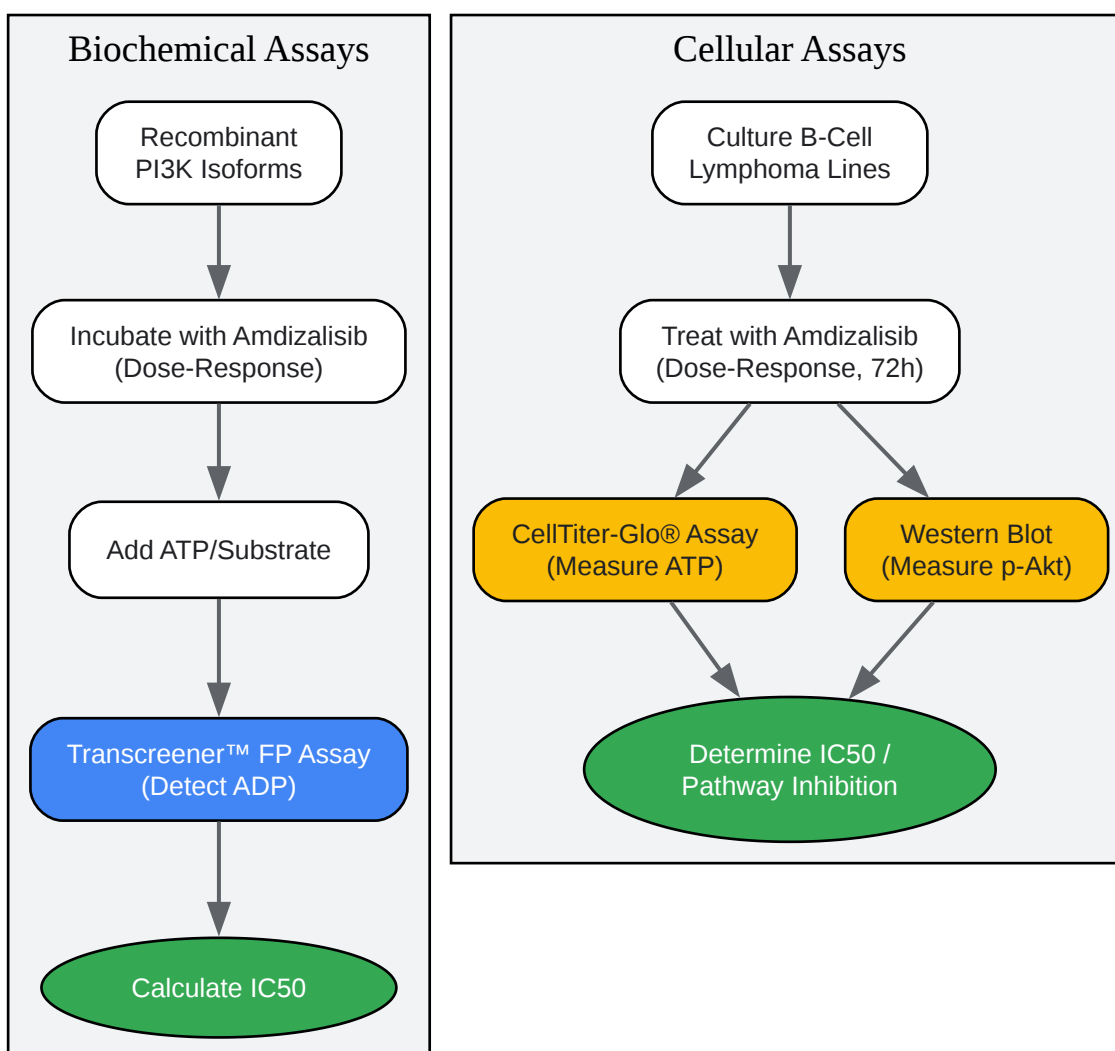 Biochemical Assays
Recombinant
PI3K Isoforms
Incubate with Amdizalisib
(Dose-Response)
Add ATP/Substrate
Transcreener™ FP Assay
(Detect ADP)
Calculate IC50
Cellular Assays
Culture B-Cell
Lymphoma Lines
Treat with Amdizalisib
(Dose-Response, 72h)
CellTiter-Glo® Assay
(Measure ATP)
Western Blot
(Measure p-Akt)
Determine IC50 /
Pathway Inhibition